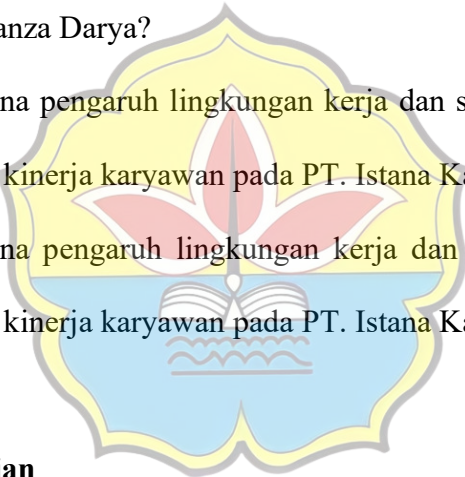 anza Darya?
na pengaruh lingkungan kerja dan s
kinerja karyawan pada PT. Istana Ka
na pengaruh lingkungan kerja dan
kinerja karyawan pada PT. Istana Ka
ian